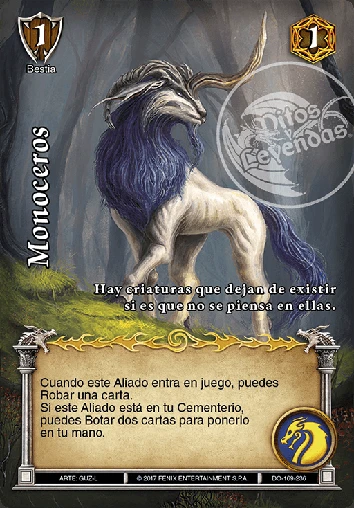 1
Bestia
1
Mitos
y
Leyendas
Monoceros
Hay criaturas que dejan de existir
si es que no se piensa en ellas.
Cuando este Aliado entra en juego, puedes
Robar una carta.
Si este Aliado está en tu Cementerio,
puedes Botar dos cartas para ponerlo
en tu mano.
ARTE: GUZ-L
© 2017 FENIX ENTERTAINMENT S.P.A.
DO-109-230